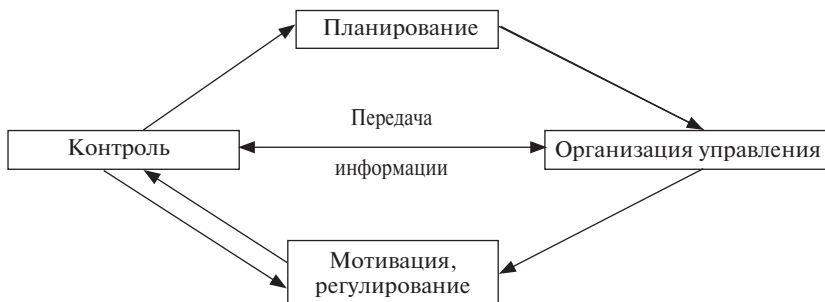 Планирование
Передача
Контроль
Организация управления
информации
Мотивация,
регулирование